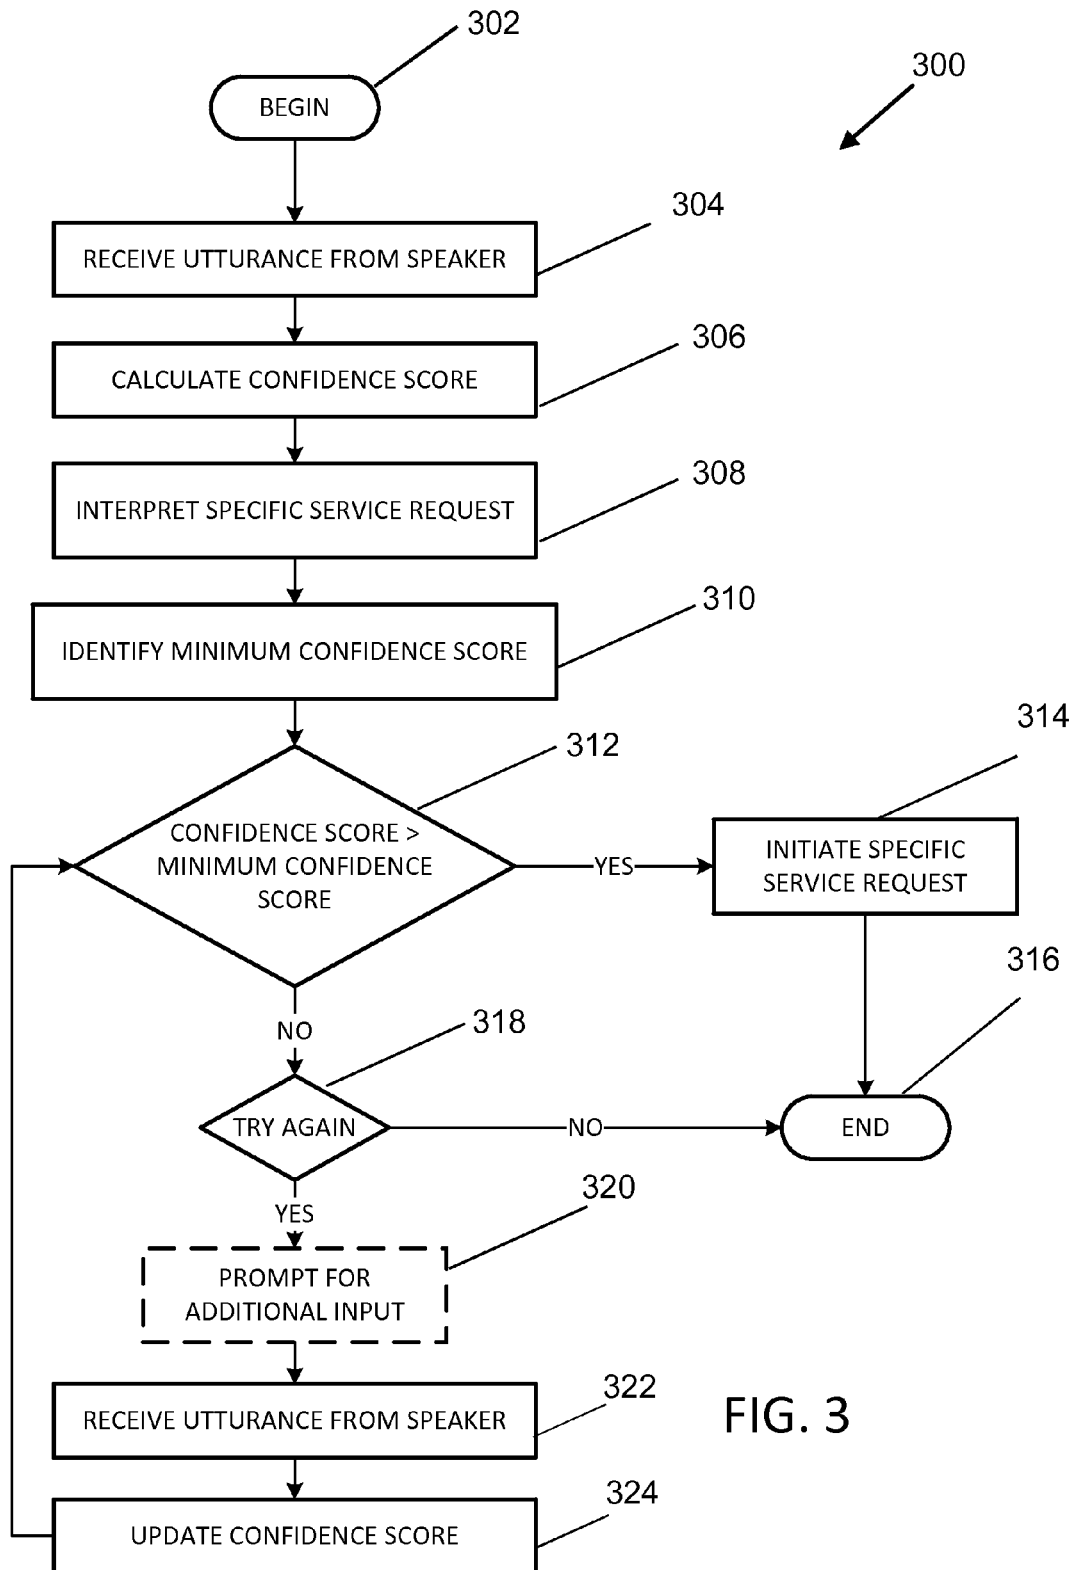 302
BEGIN
300
304
RECEIVE UTTURANCE FROM SPEAKER
306
CALCULATE CONFIDENCE SCORE
308
INTERPRET SPECIFIC SERVICE REQUEST
310
IDENTIFY MINIMUM CONFIDENCE SCORE
312
CONFIDENCE SCORE >
MINIMUM CONFIDENCE
SCORE
YES
314
INITIATE SPECIFIC
SERVICE REQUEST
316
NO
318
TRY AGAIN
NO
END
YES
320
PROMPT FOR
ADDITIONAL INPUT
322
RECEIVE UTTURANCE FROM SPEAKER
FIG. 3
324
UPDATE CONFIDENCE SCORE